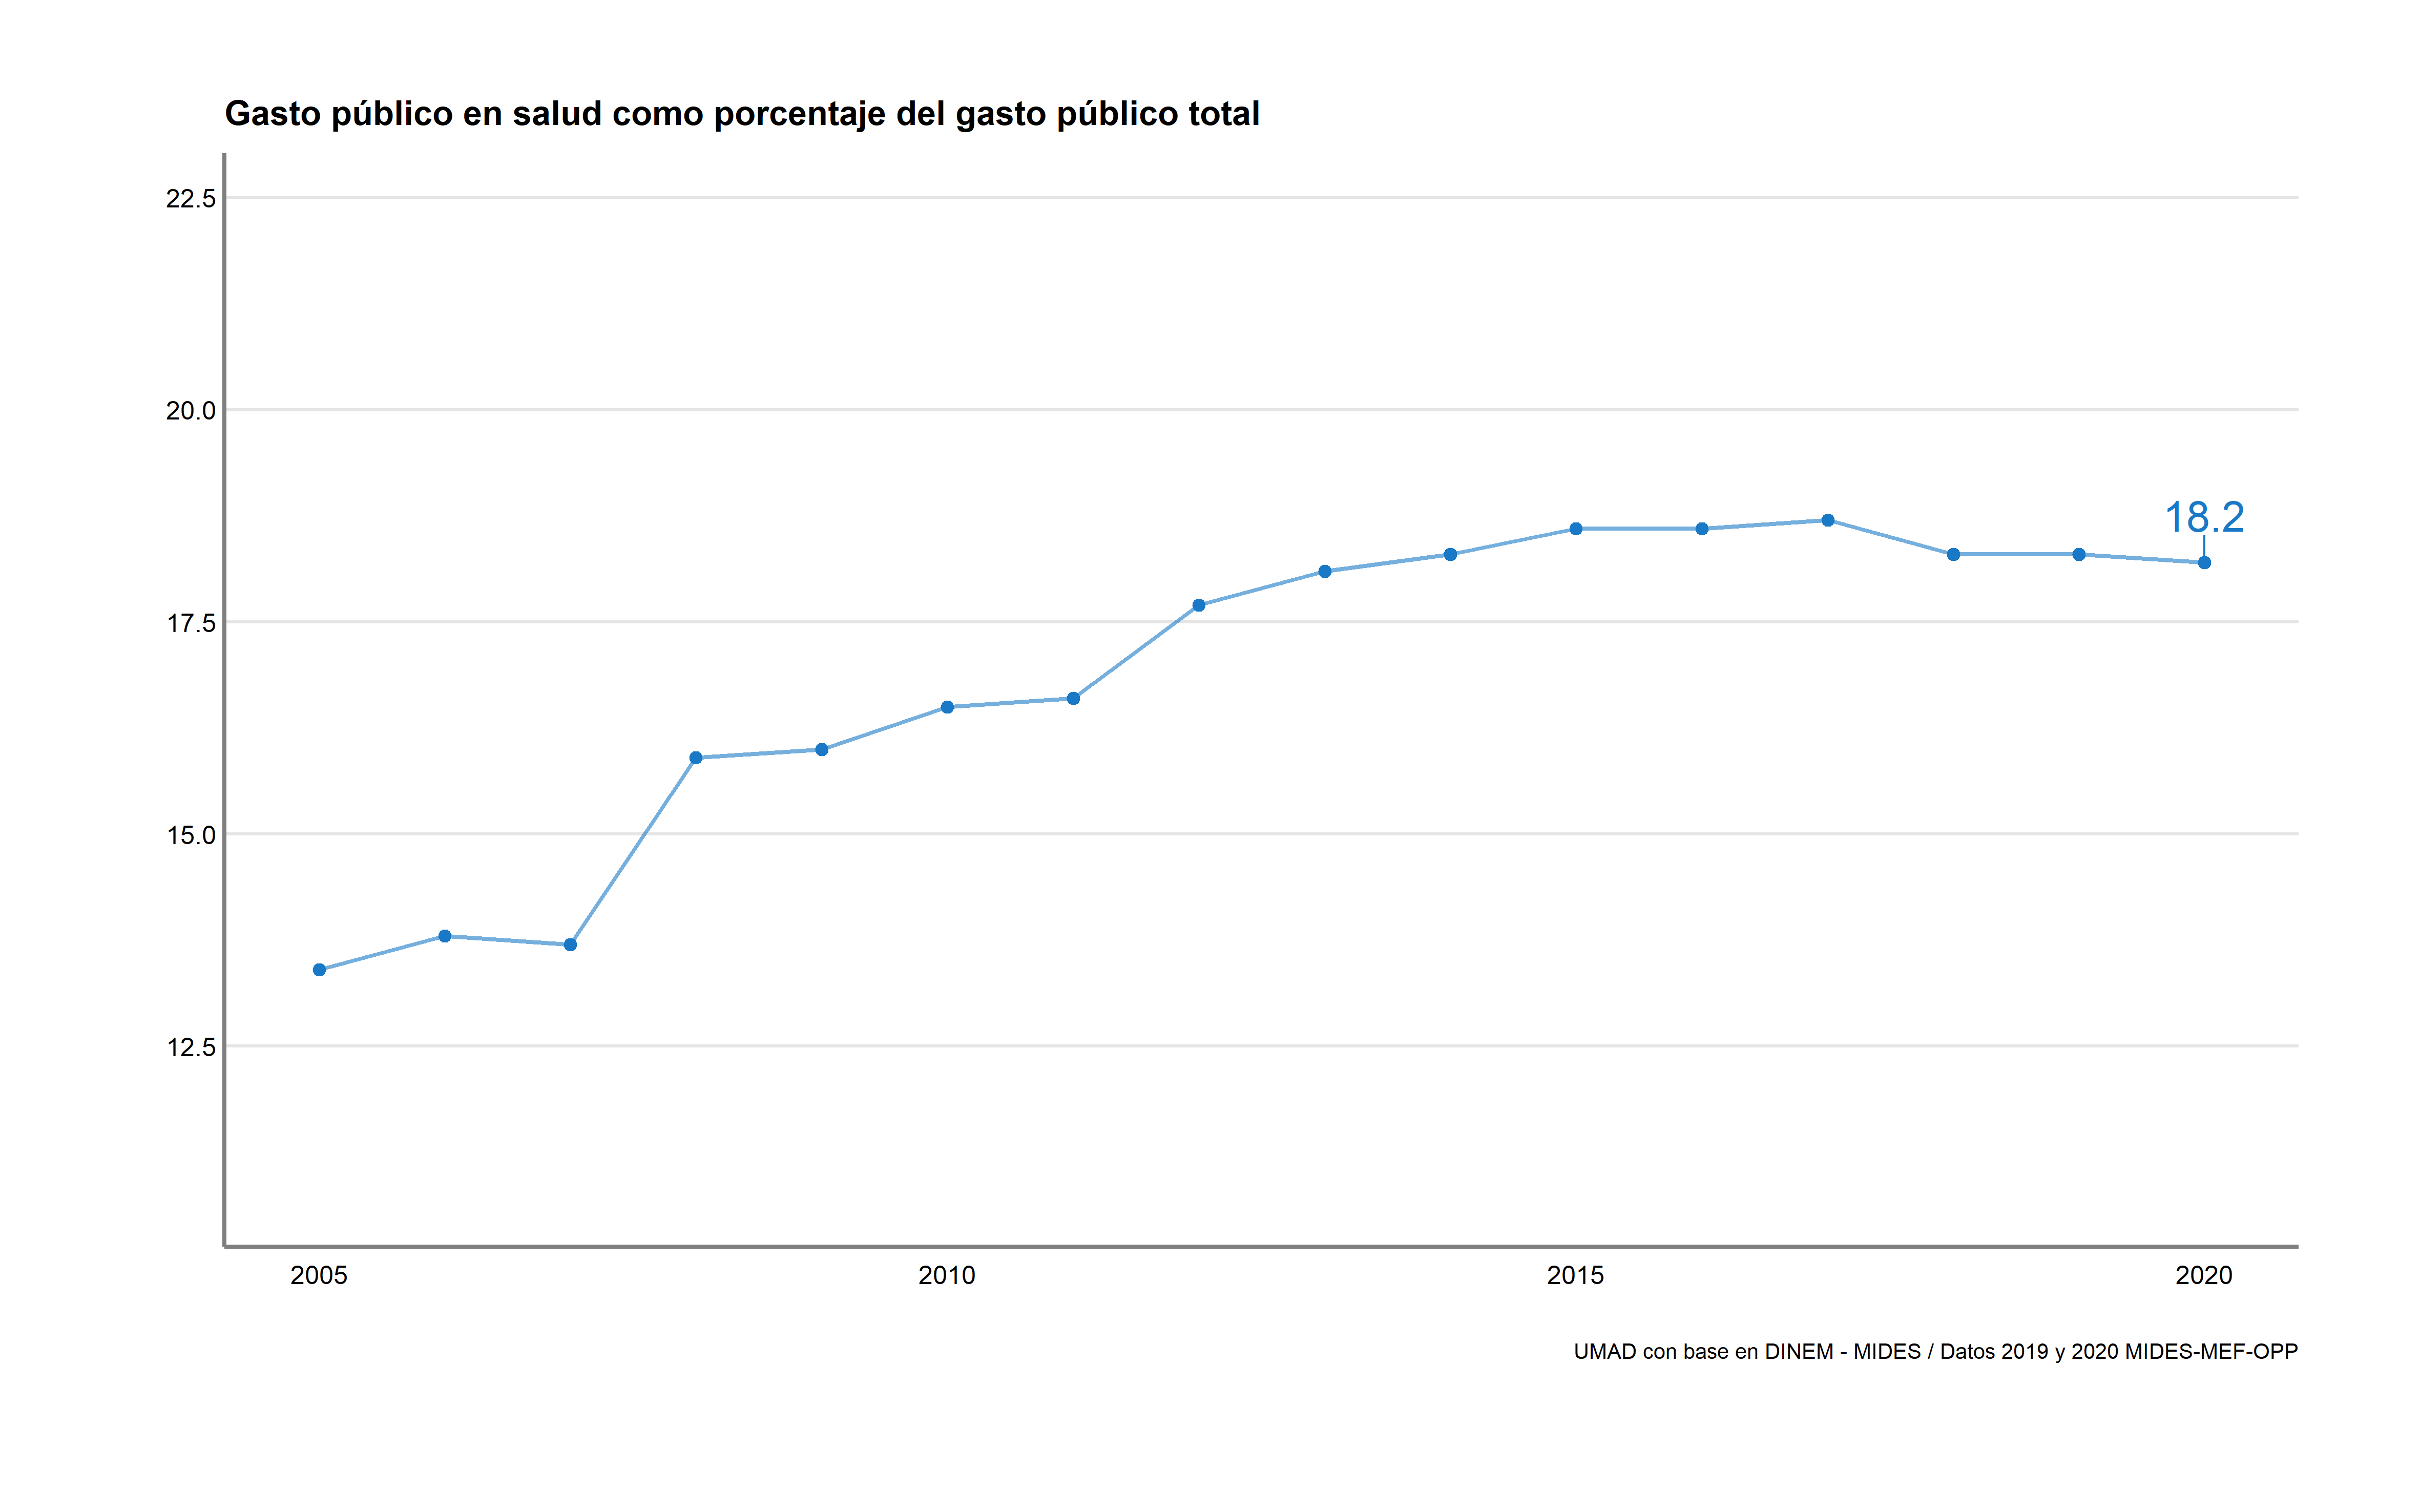 Gasto público en salud como porcentaje del gasto público total
22.5
20.0
18.2
17.5
15.0
12.5
2005 2010 2015 2020
UMAD con base en DINEM - MIDES / Datos 2019 y 2020 MIDES-MEF-OPP